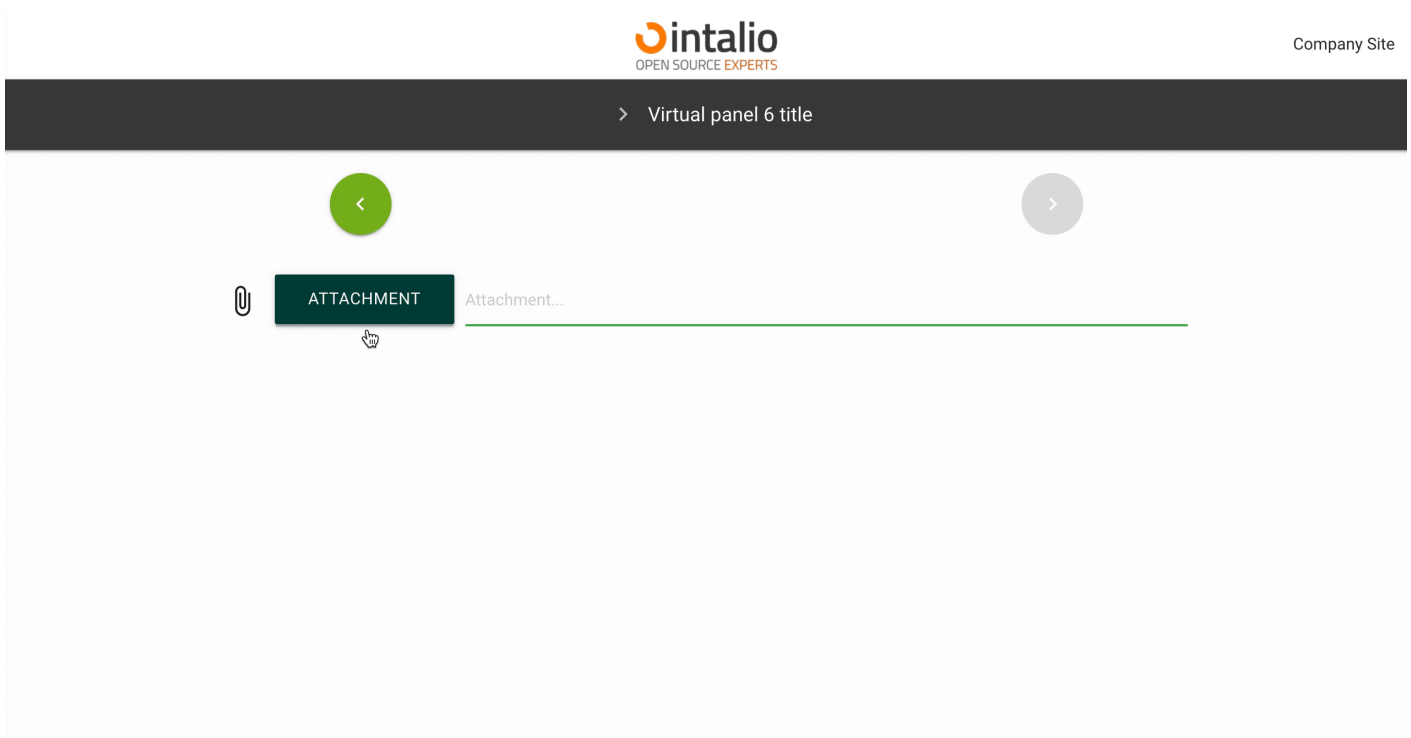 intalio
OPEN SOURCE EXPERTS
Company Site
Virtual panel 6 title
ATTACHMENT
Attachment...